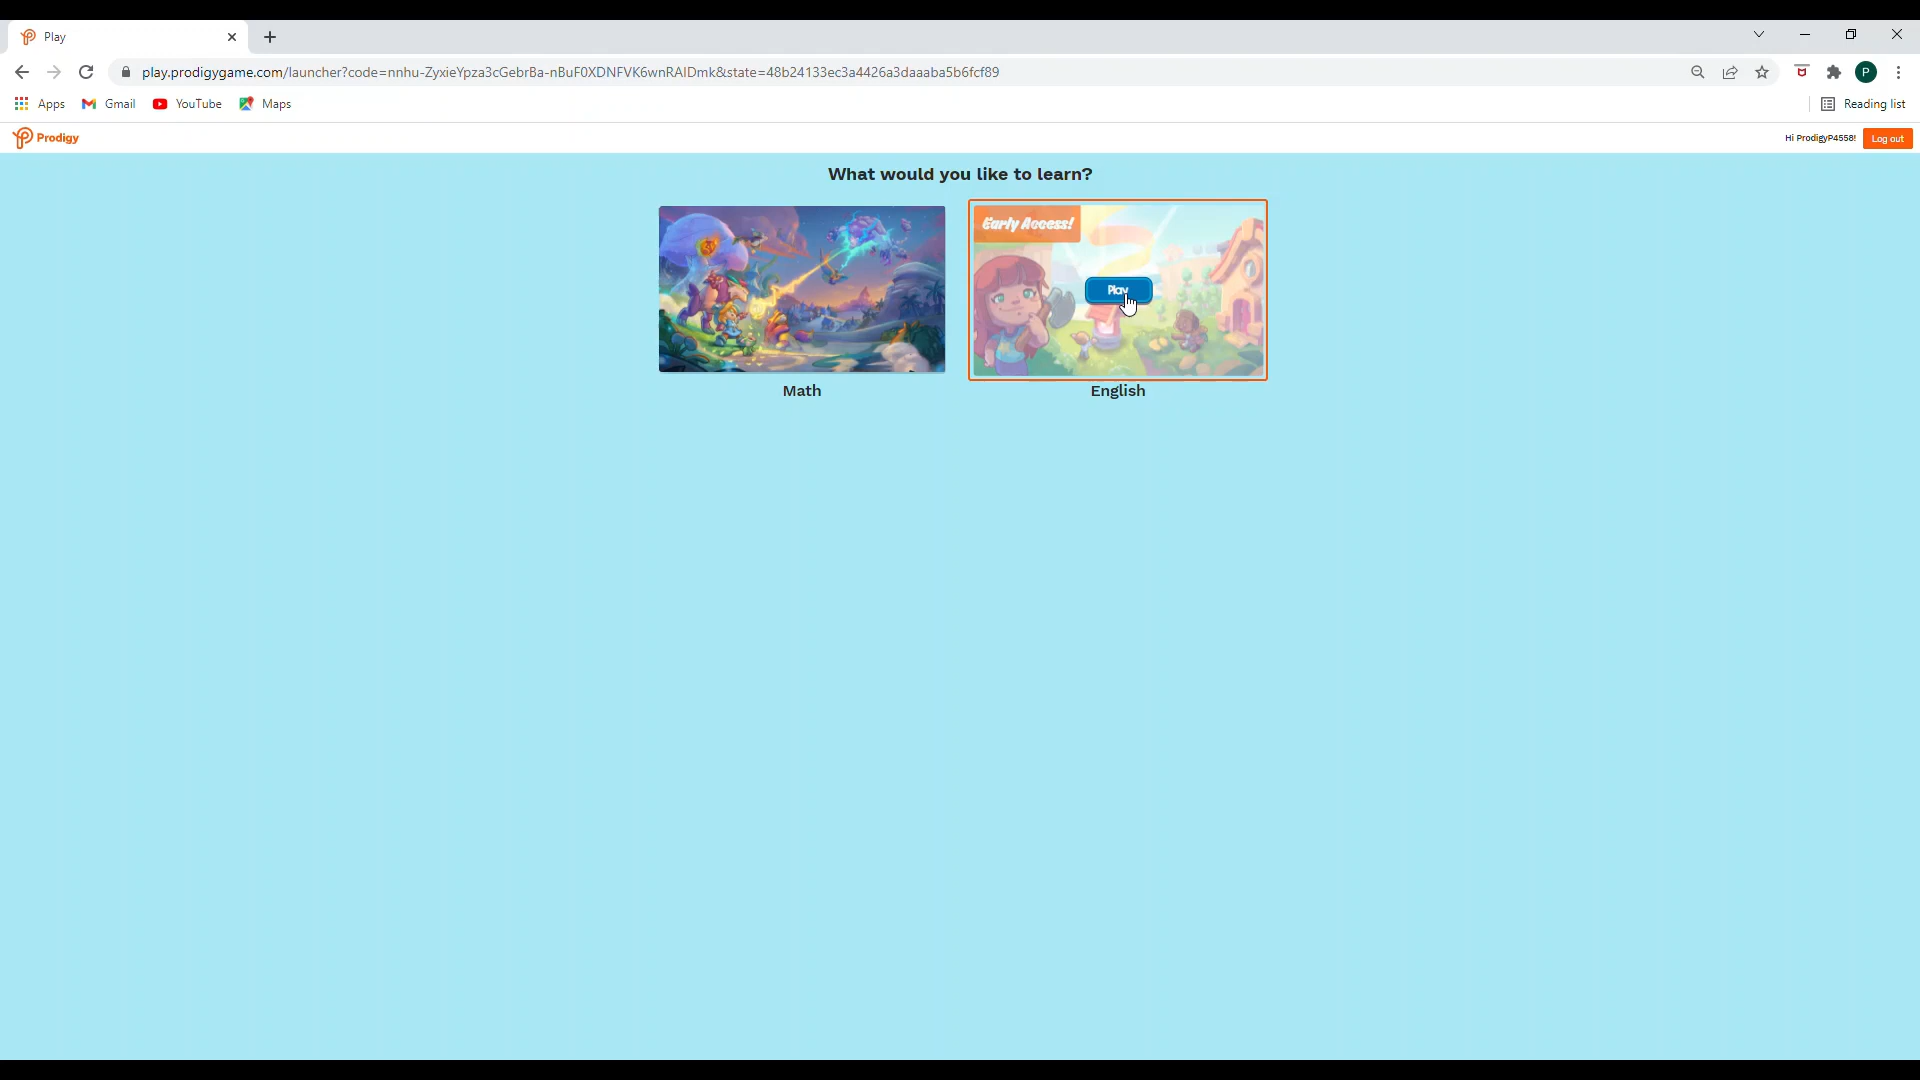 Play
play.prodigygame.com/launcher?code=nnhu-ZyxieYpza3cGebrBa-nBuF0XDNFVK6wnRAIDmk&state=48b24133ec3a4426a3daaaba5b6fcf89
Apps Gmail YouTube Maps Reading list
Prodigy Hi ProdigyP4558! Log out
What would you like to learn?
Early Access!
Play
Math English